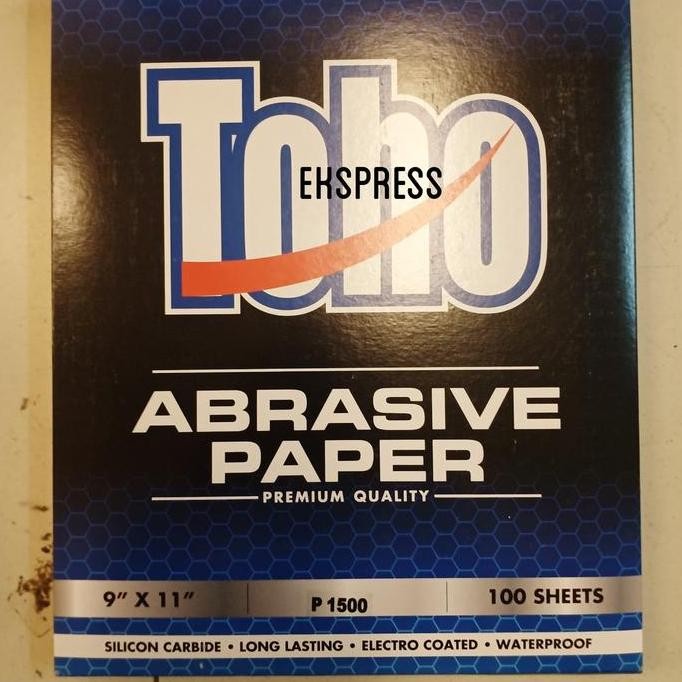 Toho
EKSPRESS
ABRASIVE
PAPER
PREMIUM QUALITY
9" X 11" P 1500 100 SHEETS
SILICON CARBIDE • LONG LASTING • ELECTRO COATED • WATERPROOF